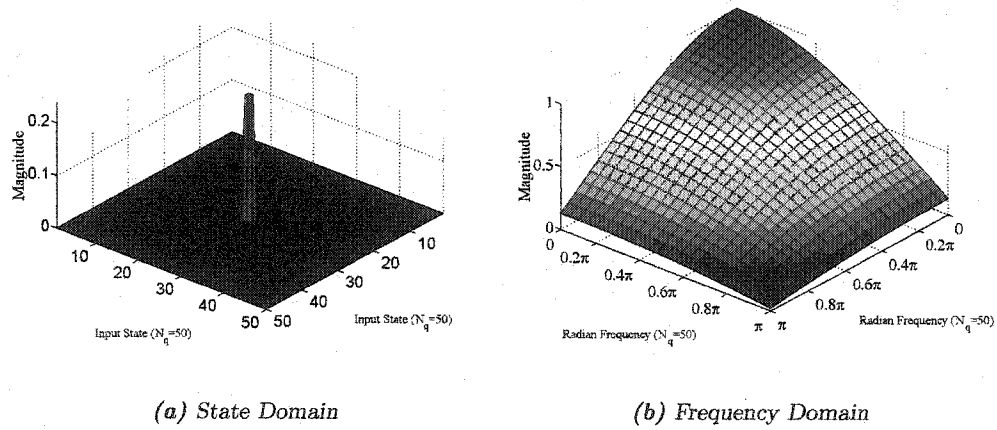 0.2
0.1
0
Magnitude
10
20
30
40
50
50
40
30
20
10
Input State (N_q=50)
Input State (N_q=50)
1
0.5
0
Magnitude
0
0.2π
0.4π
0.6π
0.8π
π
π
0.8π
0.6π
0.4π
0.2π
0
Radian Frequency (N_q=50)
Radian Frequency (N_q=50)
(a) State Domain
(b) Frequency Domain